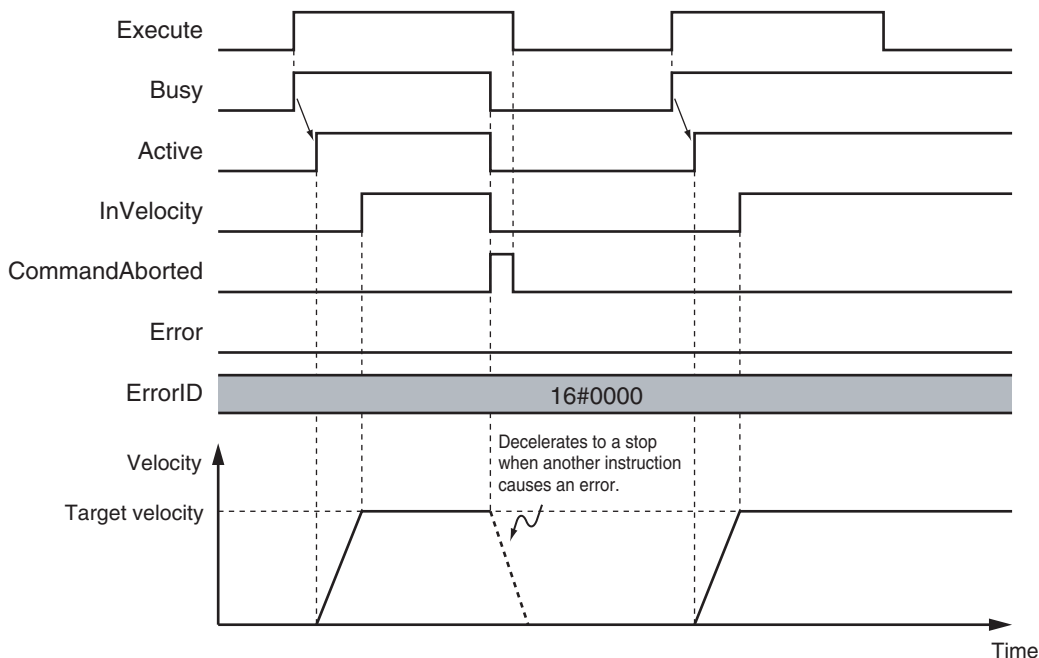 Execute
Busy
Active
InVelocity
CommandAborted
Error
ErrorID
16#0000
Decelerates to a stop
when another instruction
causes an error.
Velocity
Target velocity
Time